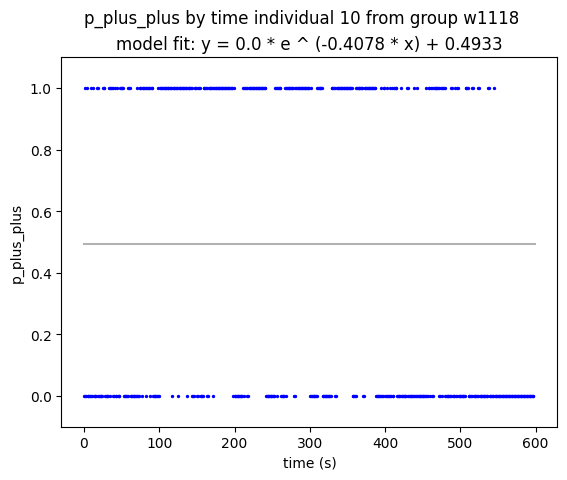 p_plus_plus by time individual 10 from group w1118
model fit: y = 0.0 * e ^ (-0.4078 * x) + 0.4933
1.0
0.8
0.6
0.4
0.2
0.0
p_plus_plus
0 100 200 300 400 500 600
time (s)